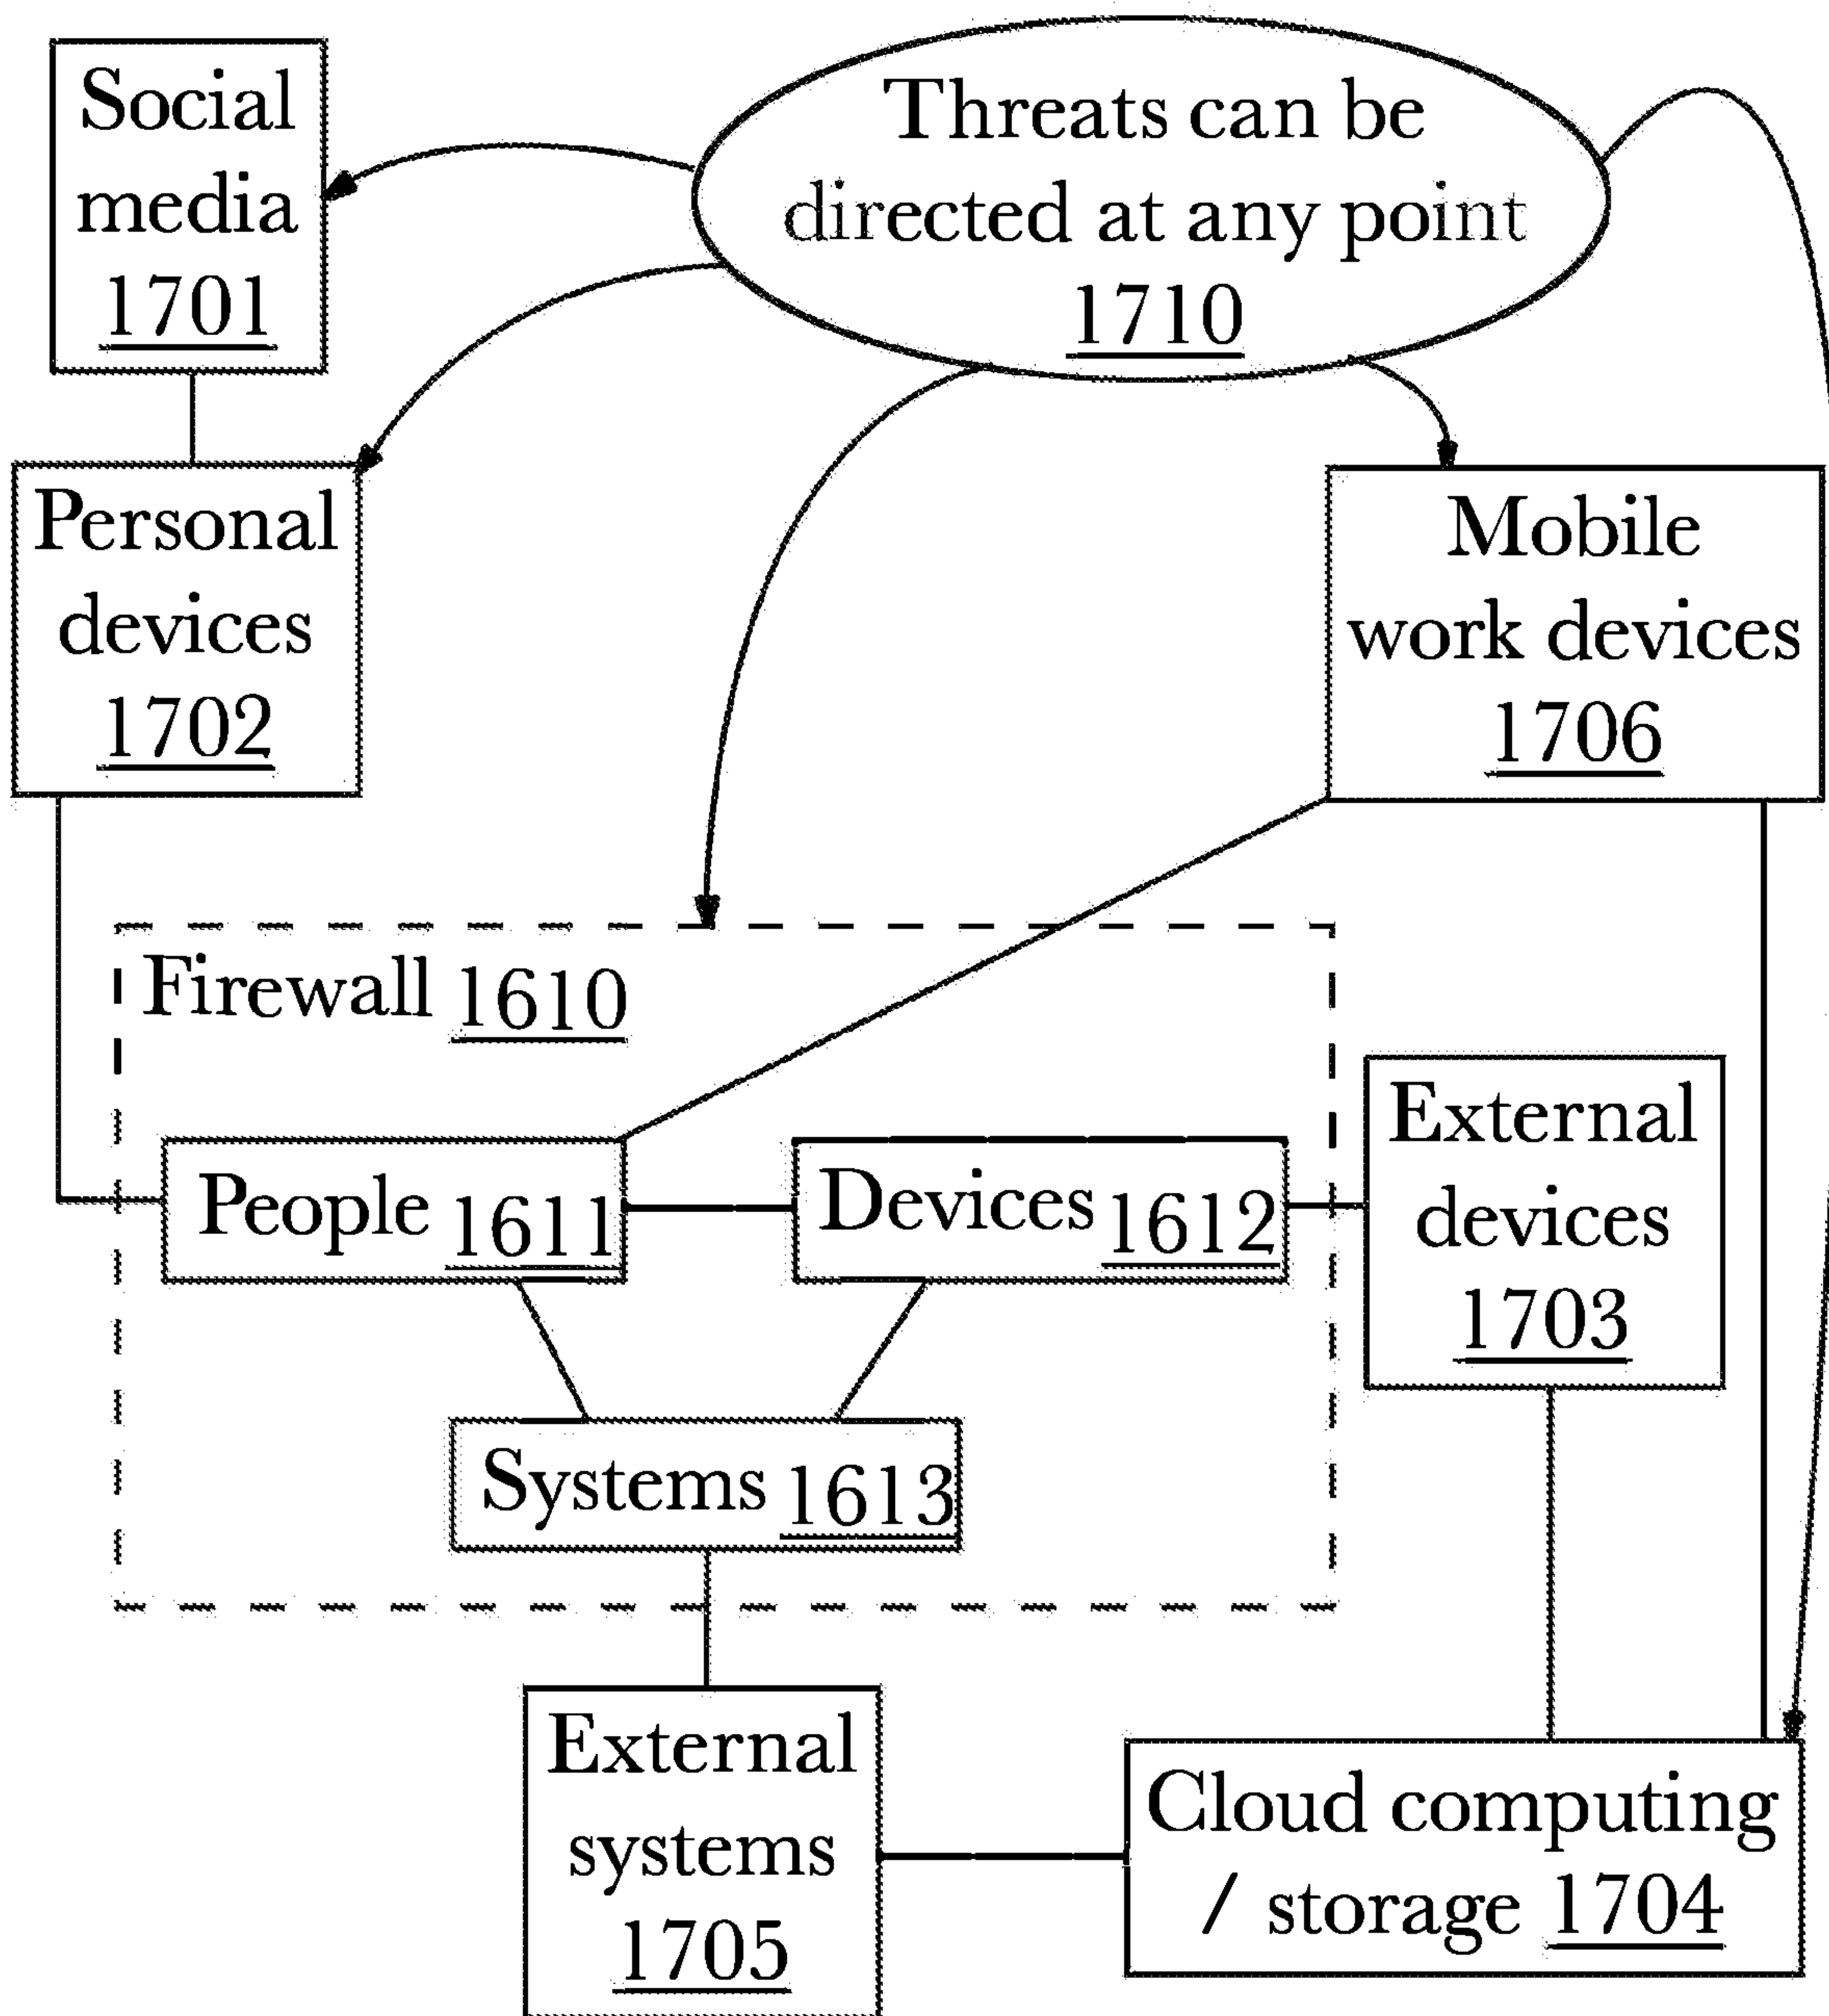 Social
media
1701
Threats can be
directed at any point
1710
Personal
devices
1702
Mobile
work devices
1706
Firewall 1610
People 1611
Devices 1612
External
devices
1703
Systems 1613
External
systems
1705
Cloud computing
/ storage 1704